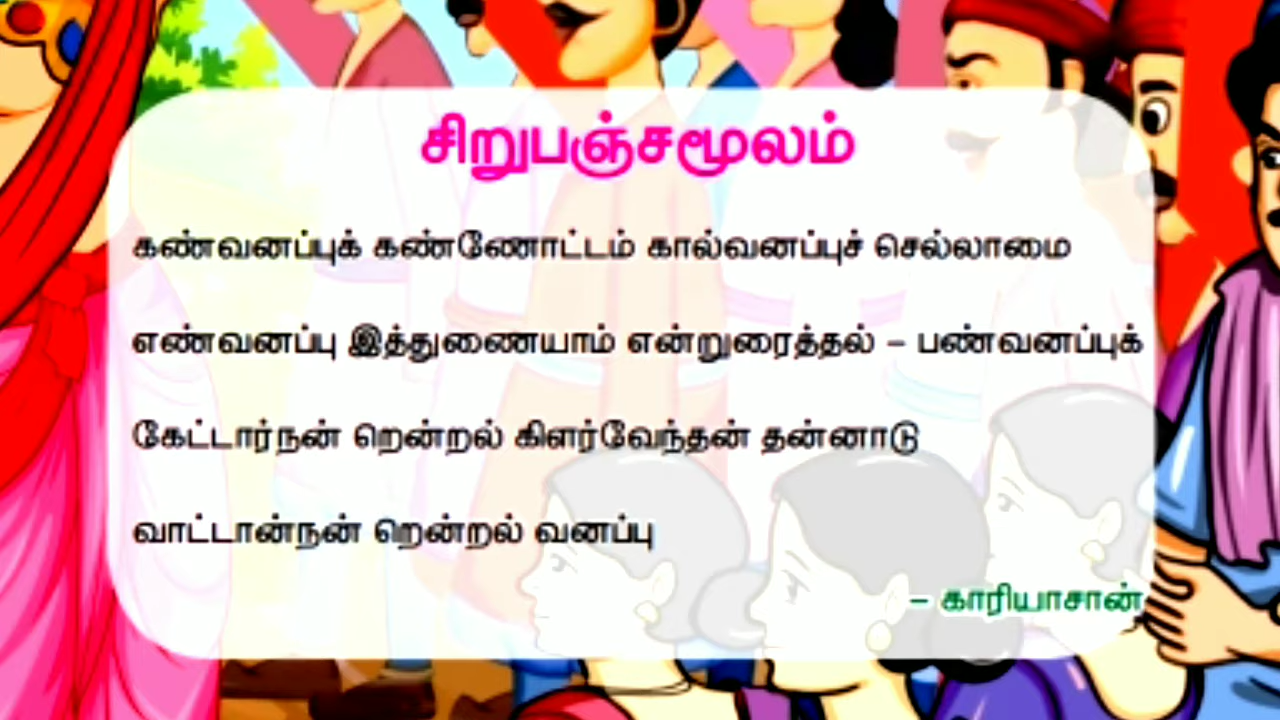 சிறுபஞ்சமூலம்
கண்வனப்புக் கண்ணோட்டம் கால்வனப்புச் செல்லாமை
எண்வனப்பு இத்துணையாம் என்றுரைத்தல் – பண்வனப்புக்
கேட்டார்நன் றென்றல் கிளர்வேந்தன் தன்னாடு
வாட்டான்நன் றென்றல் வனப்பு
– காரியாசான்